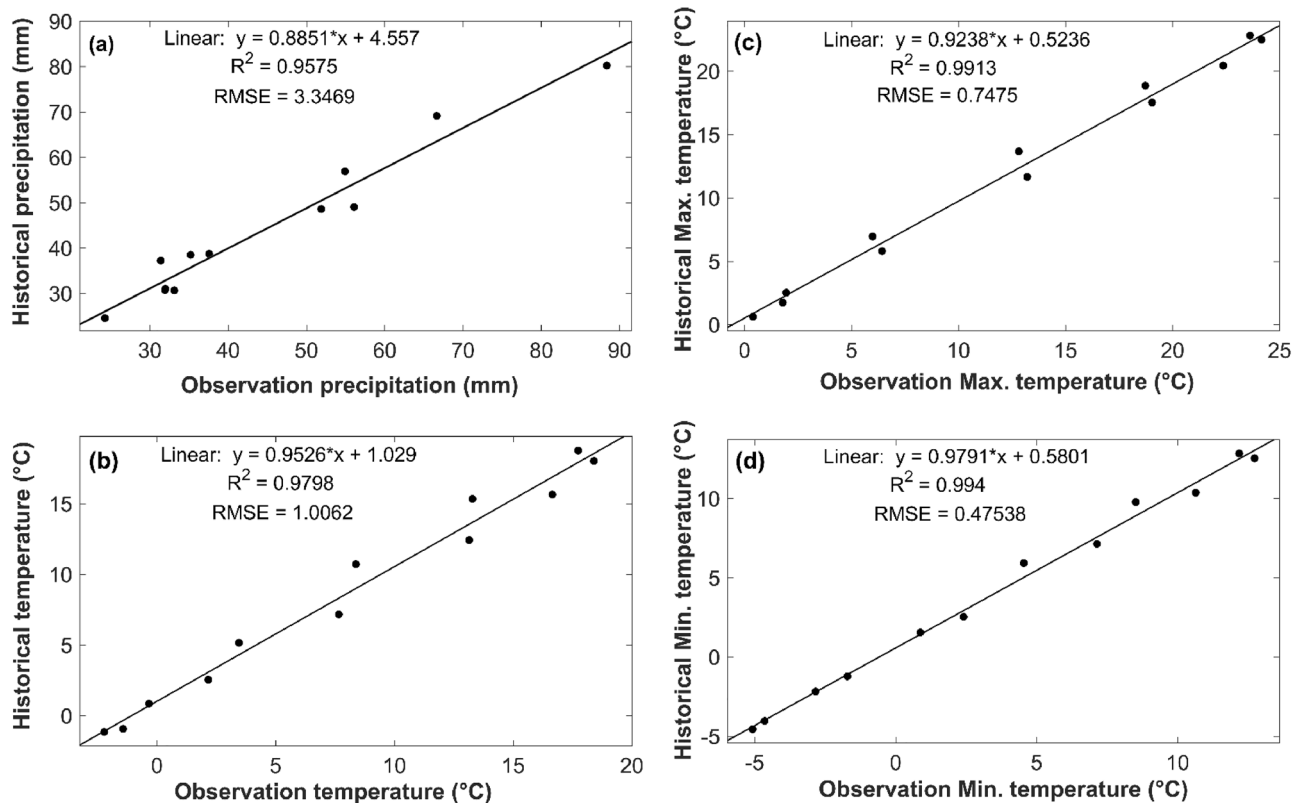 (a)
Linear: y = 0.8851*x + 4.557
R² = 0.9575
RMSE = 3.3469
Historical precipitation (mm)
90
80
70
60
50
40
30
30 40 50 60 70 80 90
Observation precipitation (mm)
(c)
Linear: y = 0.9238*x + 0.5236
R² = 0.9913
RMSE = 0.7475
Historical Max. temperature (°C)
20
15
10
5
0
0 5 10 15 20 25
Observation Max. temperature (°C)
(b)
Linear: y = 0.9526*x + 1.029
R² = 0.9798
RMSE = 1.0062
Historical temperature (°C)
15
10
5
0
0 5 10 15 20
Observation temperature (°C)
(d)
Linear: y = 0.9791*x + 0.5801
R² = 0.994
RMSE = 0.47538
Historical Min. temperature (°C)
10
5
0
-5
-5 0 5 10
Observation Min. temperature (°C)